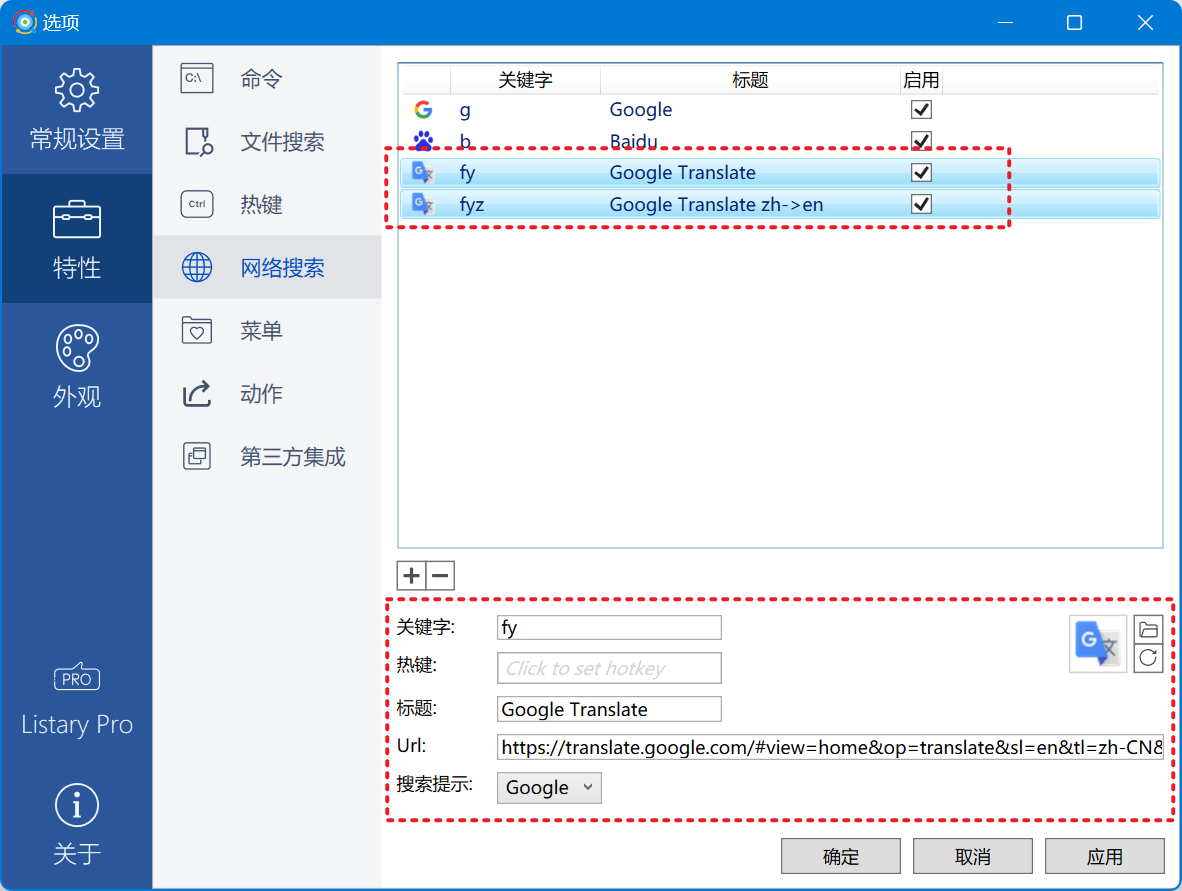 选项
常规设置
特性
外观
PRO
Listary Pro
关于
C:\ 命令
文件搜索
Ctrl 热键
网络搜索
菜单
动作
第三方集成
关键字 标题 启用
g Google
b Baidu
fy Google Translate
fyz Google Translate zh->en
关键字: fy
热键: Click to set hotkey
标题: Google Translate
Url: https://translate.google.com/#view=home&op=translate&sl=en&tl=zh-CN&
搜索提示: Google
确定 取消 应用